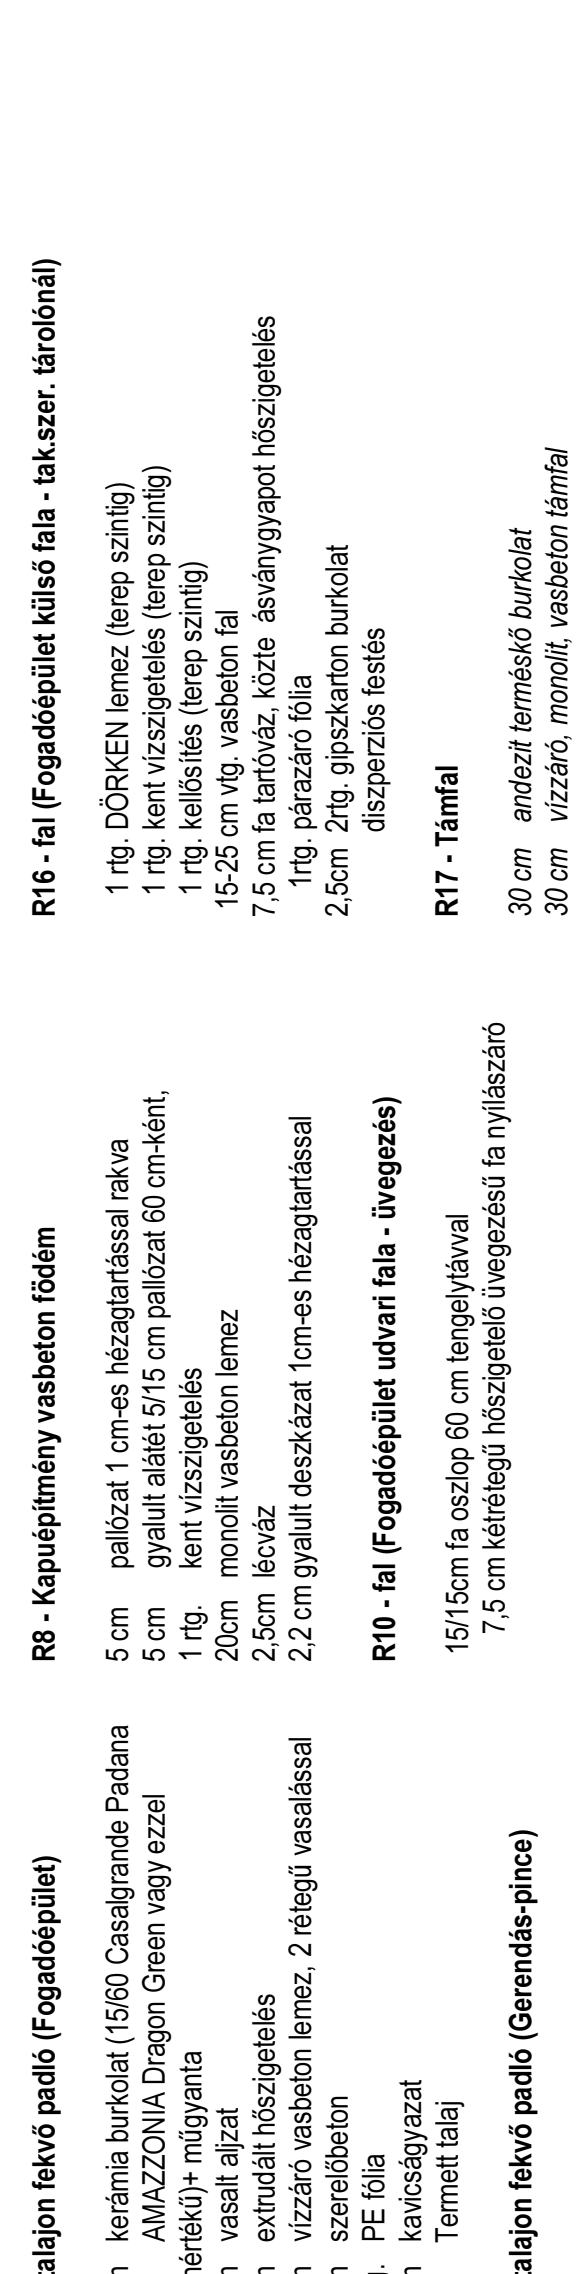 talajon fekvő padló (Fogadóépület)
kerámia burkolat (15/60 Casalgrande Padana
AMAZZONIA Dragon Green vagy ezzel
mértékű)+ műgyanta
vasalt aljzat
extrudált hőszigetelés
vízzáró vasbeton lemez, 2 rétegű vasalással
szerelőbeton
PE fólia
kavicságyazat
Termett talaj
talajon fekvő padló (Gerendás-pince)
R8 - Kapuépítmény vasbeton födém
5 cm pallózat 1 cm-es hézagtartással rakva
5 cm gyalult alátét 5/15 cm pallózat 60 cm-ként,
1 rtg. kent vízszigetelés
20cm monolit vasbeton lemez
2,5cm lécváz
2,2 cm gyalult deszkázat 1cm-es hézagtartással
R10 - fal (Fogadóépület udvari fala - üvegezés)
15/15cm fa oszlop 60 cm tengelytávval
7,5 cm kétrétegű hőszigetelő üvegezésű fa nyílászáró
R16 - fal (Fogadóépület külső fala - tak.szer. tárolónál)
1 rtg. DÖRKEN lemez (terep szintig)
1 rtg. kent vízszigetelés (terep szintig)
1 rtg. kellősítés (terep szintig)
15-25 cm vtg. vasbeton fal
7,5 cm fa tartóváz, közte ásványgyapot hőszigetelés
1rtg. párazáró fólia
2,5cm 2rtg. gipszkarton burkolat
diszperziós festés
R17 - Támfal
30 cm andezit terméskő burkolat
30 cm vízzáró, monolit, vasbeton támfal